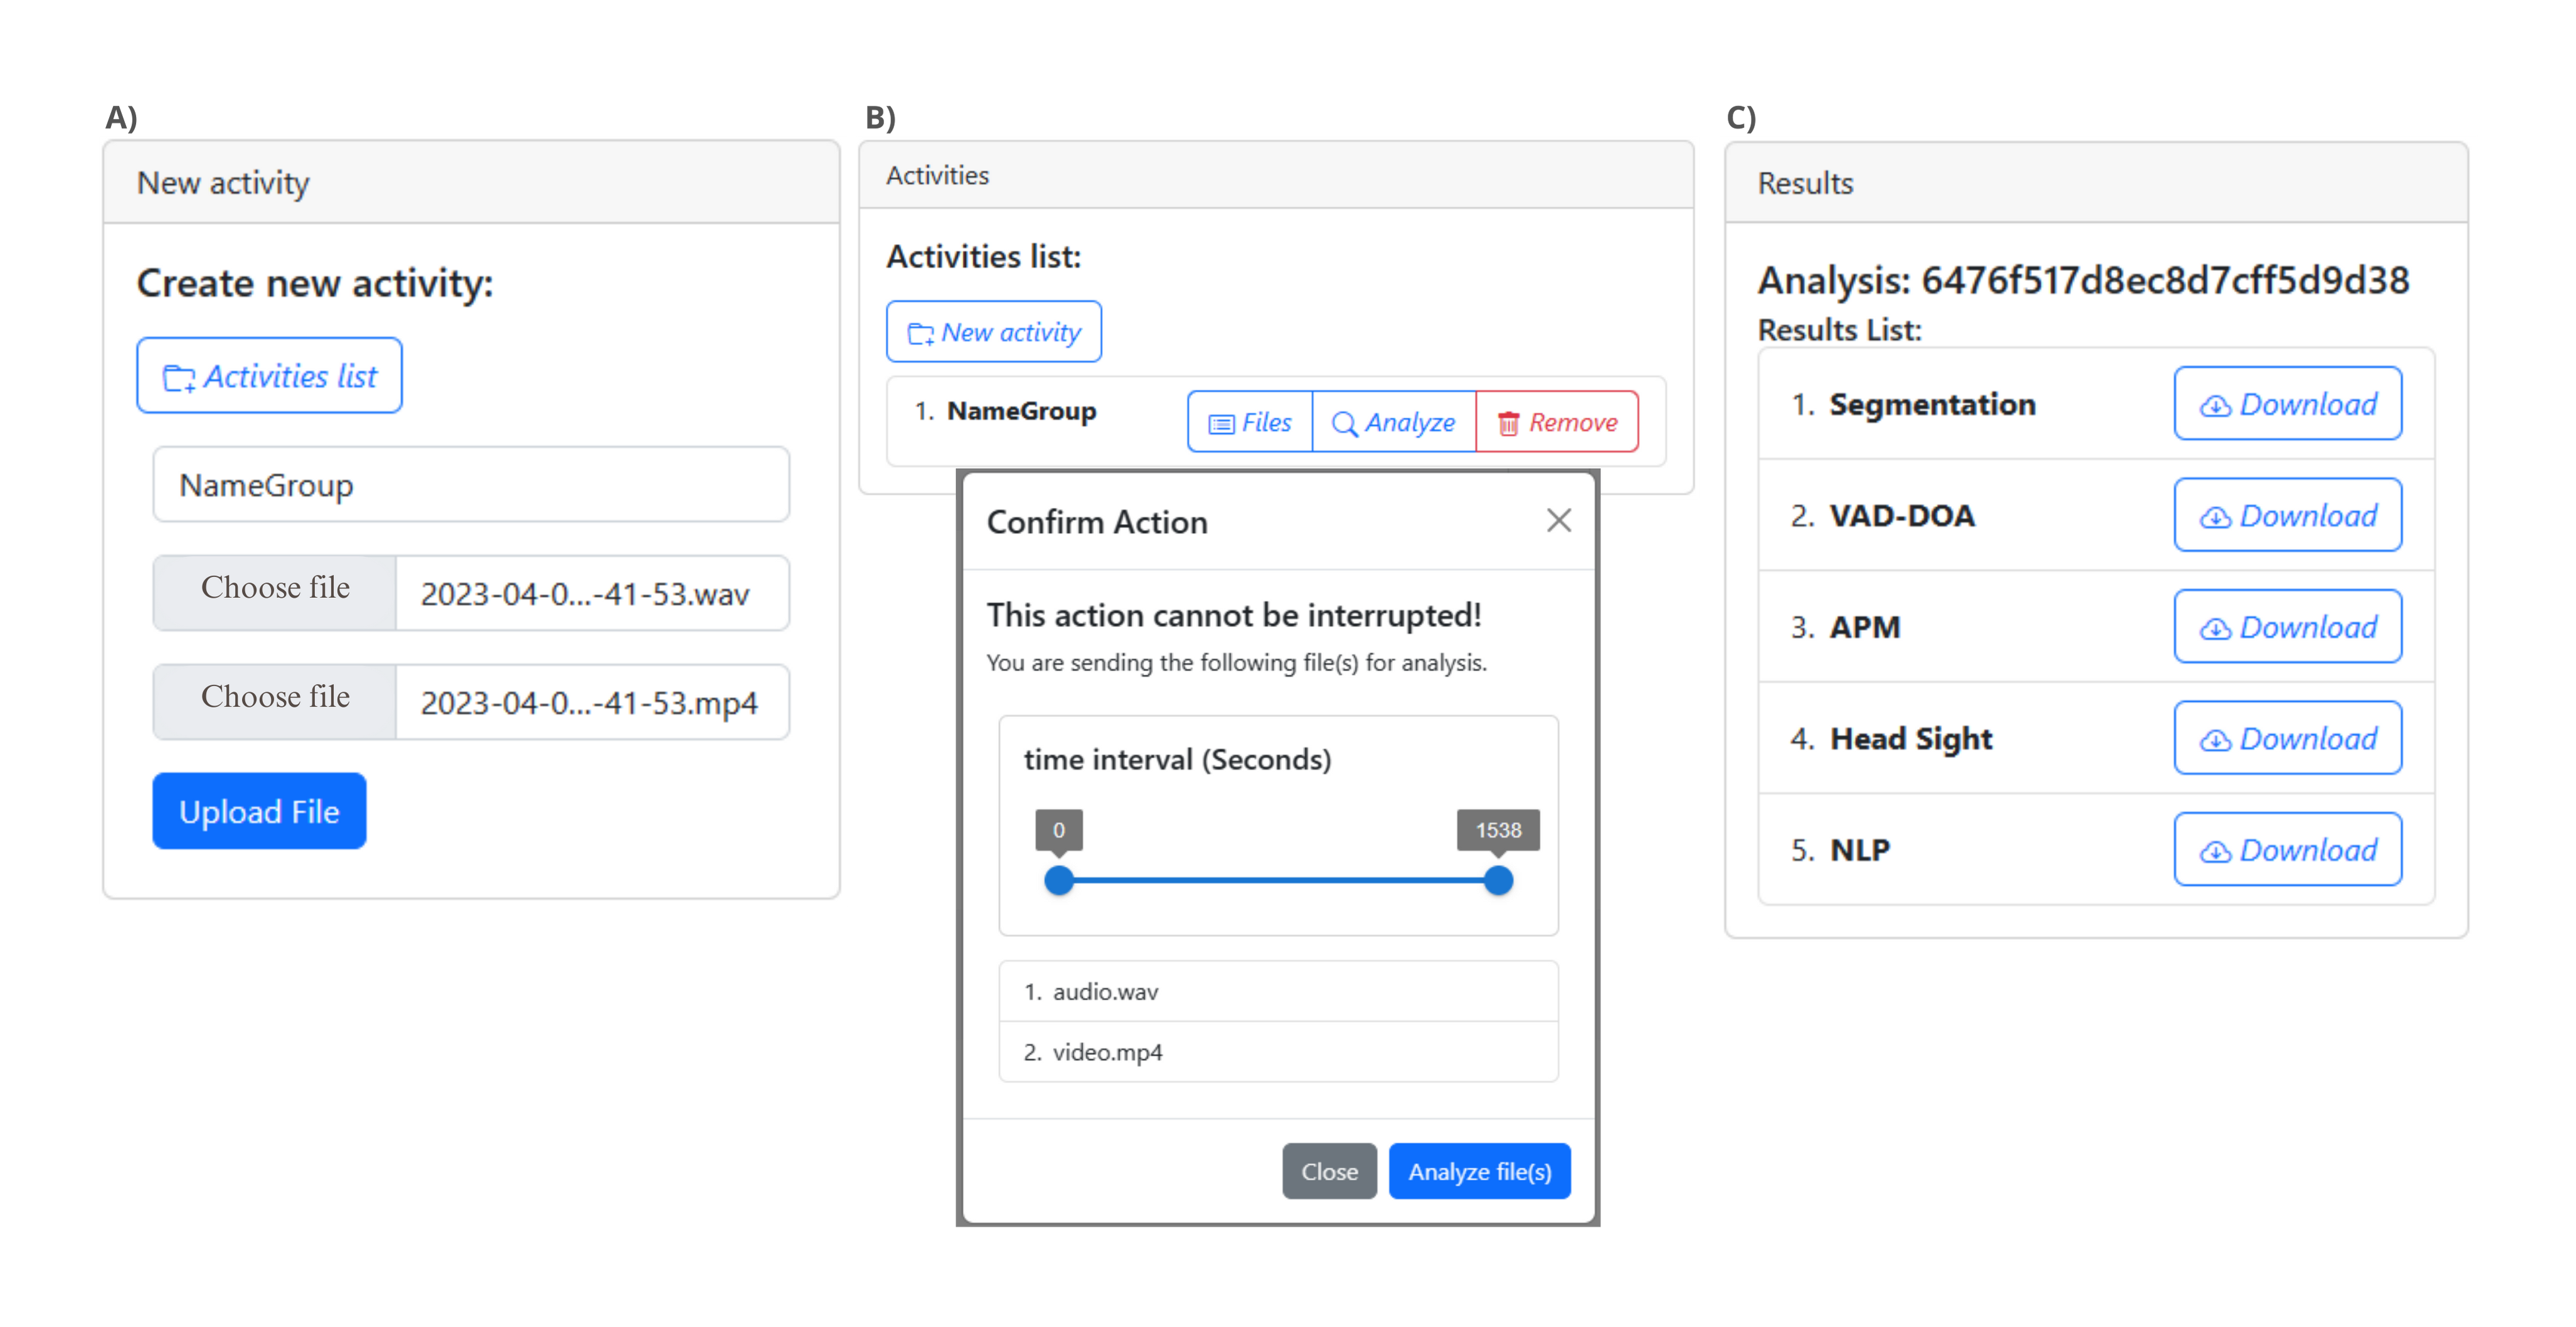 A)
New activity
Create new activity:
Activities list
NameGroup
Choose file 2023-04-0...-41-53.wav
Choose file 2023-04-0...-41-53.mp4
Upload File
B)
Activities
Activities list:
New activity
1. NameGroup Files Analyze Remove
Confirm Action
This action cannot be interrupted!
You are sending the following file(s) for analysis.
time interval (Seconds)
0 1538
1. audio.wav
2. video.mp4
Close Analyze file(s)
C)
Results
Analysis: 6476f517d8ec8d7cff5d9d38
Results List:
1. Segmentation Download
2. VAD-DOA Download
3. APM Download
4. Head Sight Download
5. NLP Download